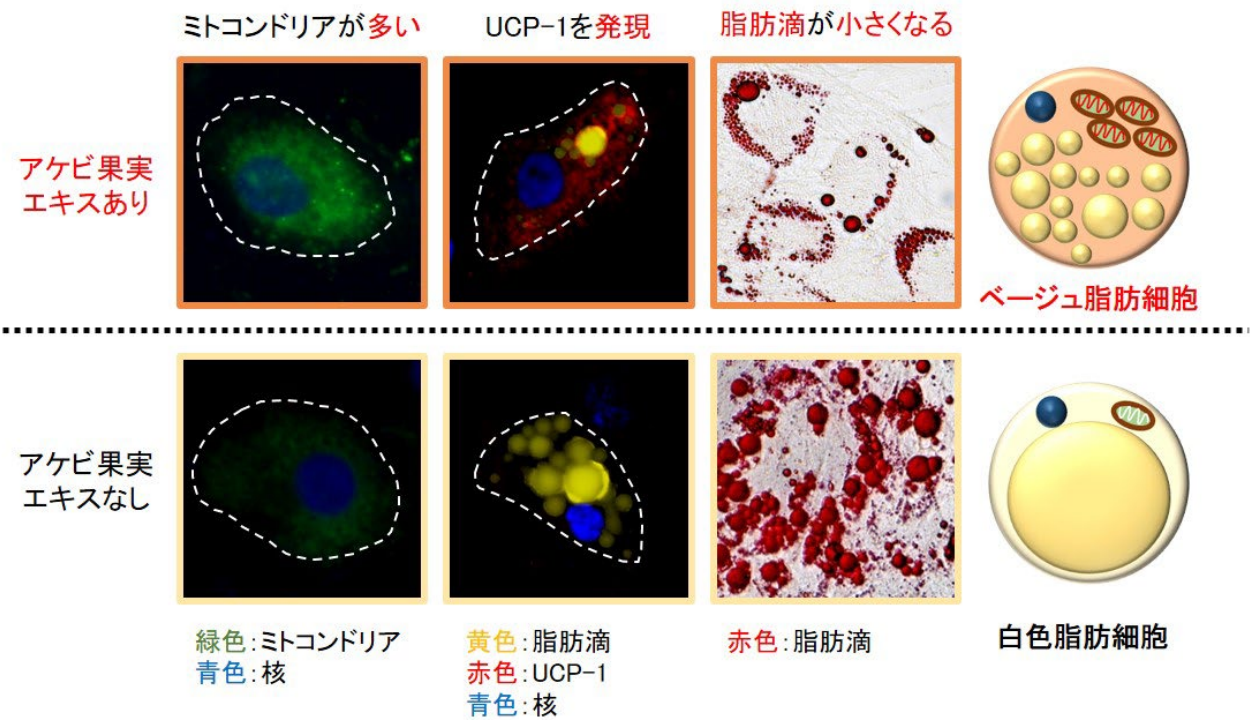 ミトコンドリアが多い
UCP-1を発現
脂肪滴が小さくなる
アケビ果実
エキスあり
ベージュ脂肪細胞
アケビ果実
エキスなし
緑色：ミトコンドリア
青色：核
黄色：脂肪滴
赤色：UCP-1
青色：核
赤色：脂肪滴
白色脂肪細胞